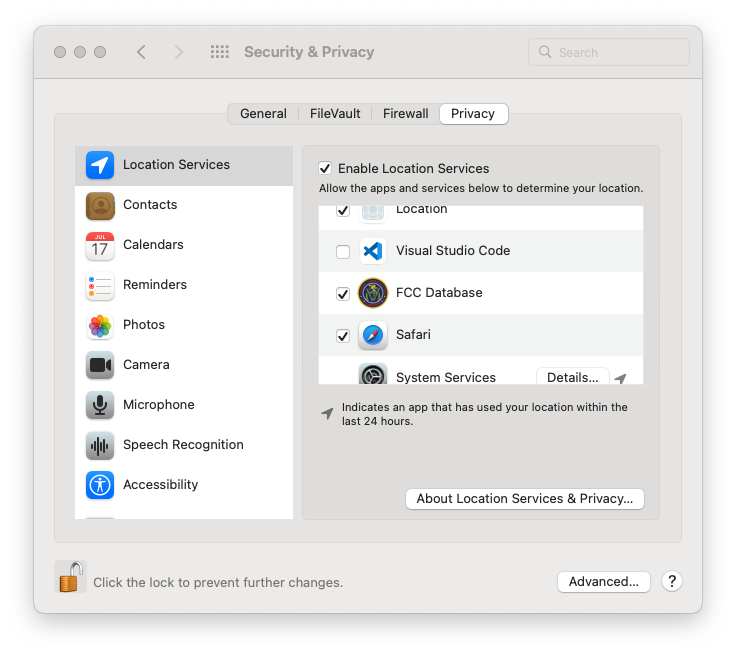 Security & Privacy
Search
General
FileVault
Firewall
Privacy
Location Services
Contacts
JUL
17
Calendars
Reminders
Photos
Camera
Microphone
Speech Recognition
Accessibility
Enable Location Services
Allow the apps and services below to determine your location.
Location
Visual Studio Code
FCC Database
Safari
System Services
Details...
Indicates an app that has used your location within the
last 24 hours.
About Location Services & Privacy...
Click the lock to prevent further changes.
Advanced...
?